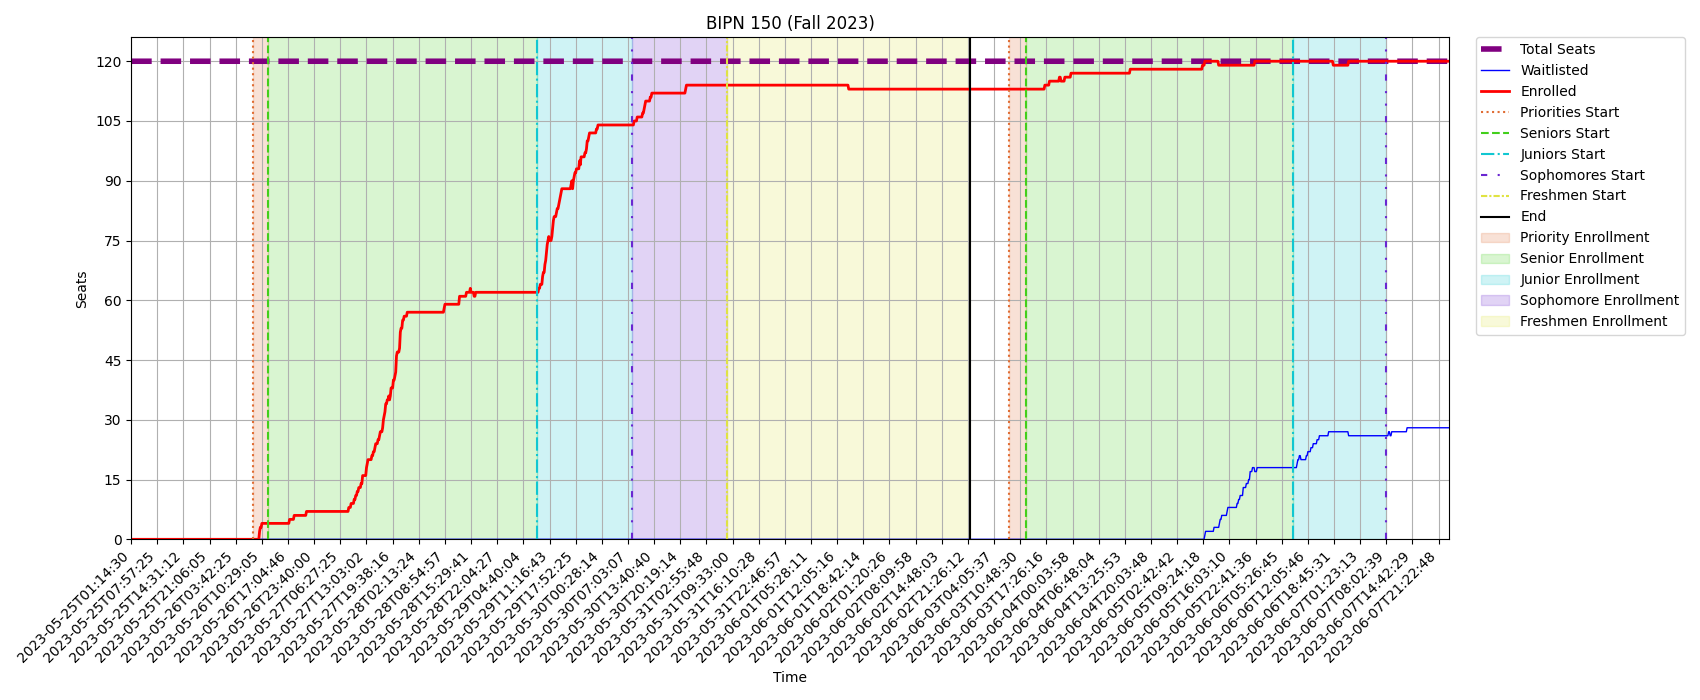 BIPN 150 (Fall 2023)
Seats
120
105
90
75
60
45
30
15
0
2023-05-25T01:14:30
2023-05-25T07:57:25
2023-05-25T14:31:12
2023-05-25T21:06:05
2023-05-26T03:42:25
2023-05-26T10:29:05
2023-05-26T17:04:46
2023-05-26T23:40:00
2023-05-27T06:27:25
2023-05-27T13:03:02
2023-05-27T19:38:16
2023-05-28T02:13:24
2023-05-28T08:54:57
2023-05-28T15:29:41
2023-05-28T22:04:27
2023-05-29T04:40:04
2023-05-29T11:16:43
2023-05-29T17:52:25
2023-05-30T00:28:14
2023-05-30T07:03:07
2023-05-30T13:40:40
2023-05-30T20:19:14
2023-05-31T02:55:48
2023-05-31T09:33:00
2023-05-31T16:10:28
2023-05-31T22:46:57
2023-06-01T05:28:11
2023-06-01T12:05:16
2023-06-01T18:42:14
2023-06-02T01:20:26
2023-06-02T08:09:58
2023-06-02T14:48:03
2023-06-02T21:26:12
2023-06-03T04:05:37
2023-06-03T10:48:30
2023-06-03T17:26:16
2023-06-04T00:03:58
2023-06-04T06:48:04
2023-06-04T13:25:53
2023-06-04T20:03:48
2023-06-05T02:42:42
2023-06-05T09:24:18
2023-06-05T16:03:10
2023-06-05T22:41:36
2023-06-06T05:26:45
2023-06-06T12:05:46
2023-06-06T18:45:31
2023-06-07T01:23:13
2023-06-07T08:02:39
2023-06-07T14:42:29
2023-06-07T21:22:48
Time
Total Seats
Waitlisted
Enrolled
Priorities Start
Seniors Start
Juniors Start
Sophomores Start
Freshmen Start
End
Priority Enrollment
Senior Enrollment
Junior Enrollment
Sophomore Enrollment
Freshmen Enrollment